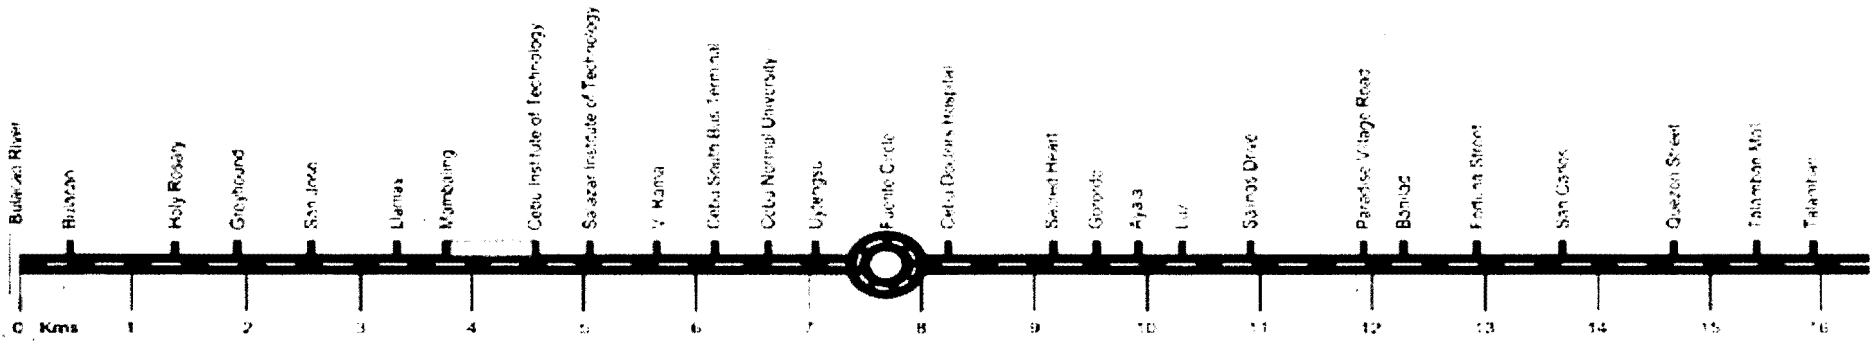 Bulacao River
Bulacao
Holy Rosary
Greyhound
San Jose
Llamas
Mambaling
Cebu Institute of Technology
Salazar Institute of Technology
V. Rama
Cebu South Bus Terminal
Cebu Normal University
Uytengsu
Fuente Circle
Cebu Doctors Hospital
Sacred Heart
Gorordo
Ayala
Luz
Salinas Drive
Paradise Village Road
Banilad
Fortuna Street
San Carlos
Quezon Street
Talamban
0 Kms 1 2 3 4 5 6 7 8 9 10 11 12 13 14 15 16